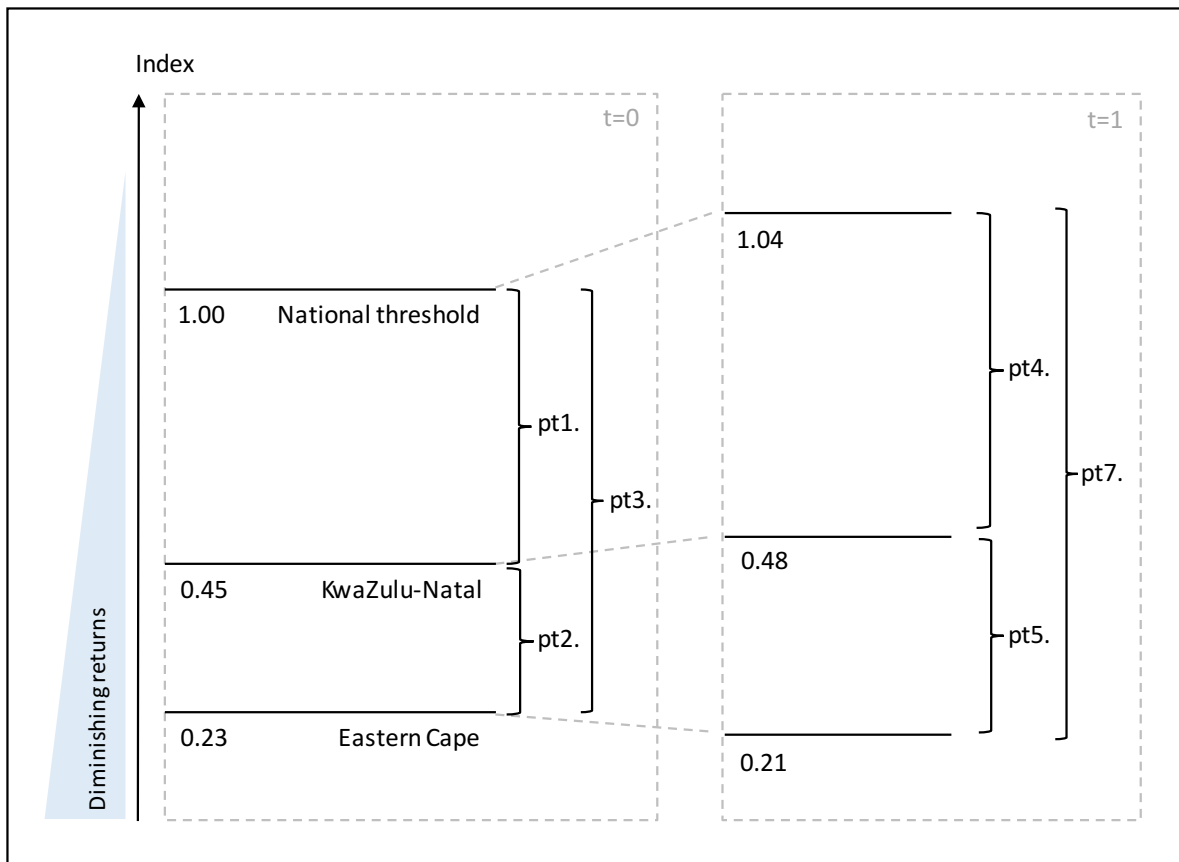 Index
t=0
t=1
1.04
1.00 National threshold
pt1.
pt3.
pt4.
pt7.
0.45 KwaZulu-Natal
0.48
pt2.
pt5.
0.23 Eastern Cape
0.21
Diminishing returns